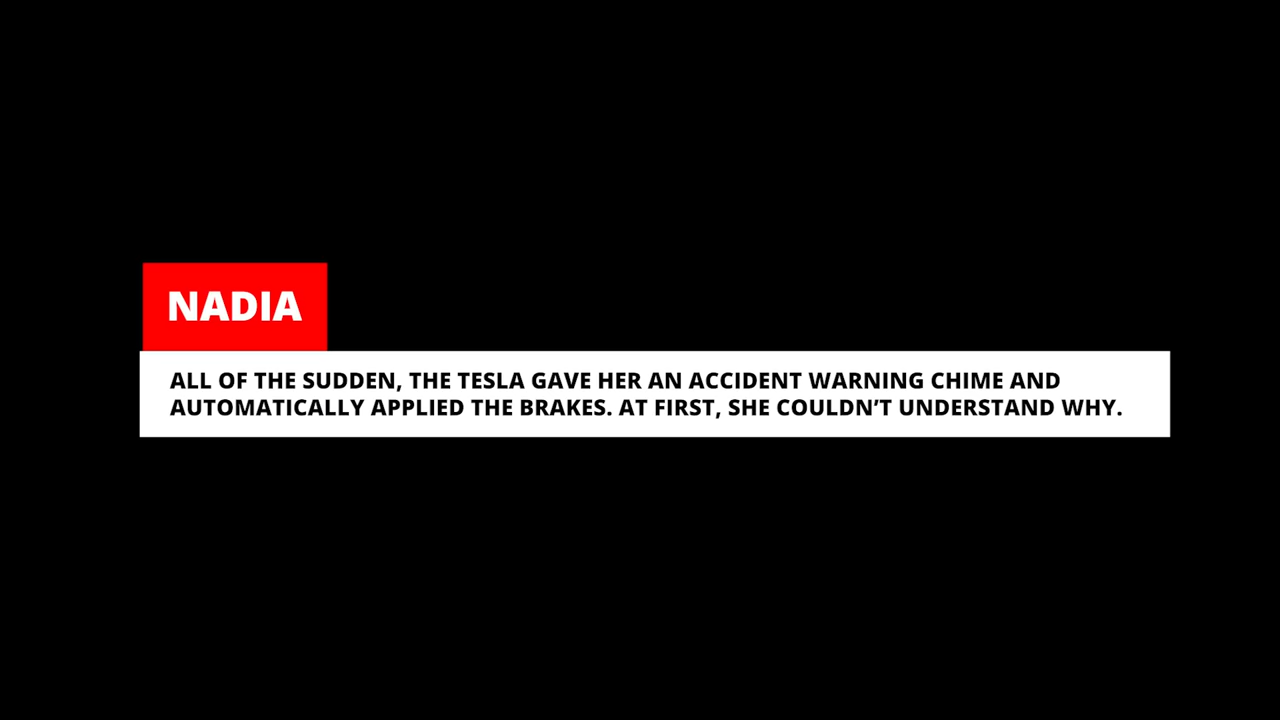 NADIA
ALL OF THE SUDDEN, THE TESLA GAVE HER AN ACCIDENT WARNING CHIME AND
AUTOMATICALLY APPLIED THE BRAKES. AT FIRST, SHE COULDN’T UNDERSTAND WHY.